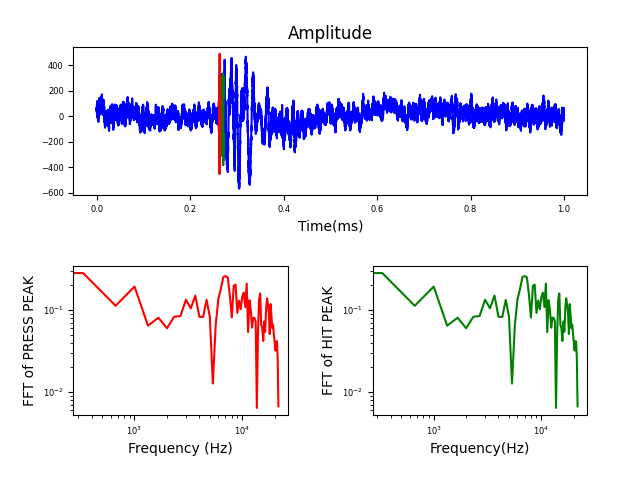 Amplitude
400
200
0
−200
−400
−600
0.0 0.2 0.4 0.6 0.8 1.0
Time(ms)
FFT of PRESS PEAK
10⁻¹
10⁻²
10³ 10⁴
Frequency (Hz)
FFT of HIT PEAK
10⁻¹
10⁻²
10³ 10⁴
Frequency(Hz)